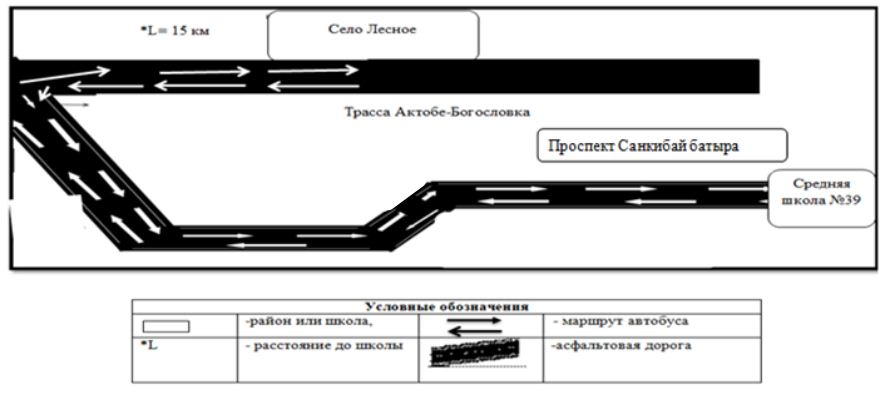 *L= 15 км
Село Лесное
Трасса Актобе-Богословка
Проспект Санкибай батыра
Средняя
школа №39
Условные обозначения
-район или школа,
- маршрут автобуса
*L
- расстояние до школы
-асфальтовая дорога